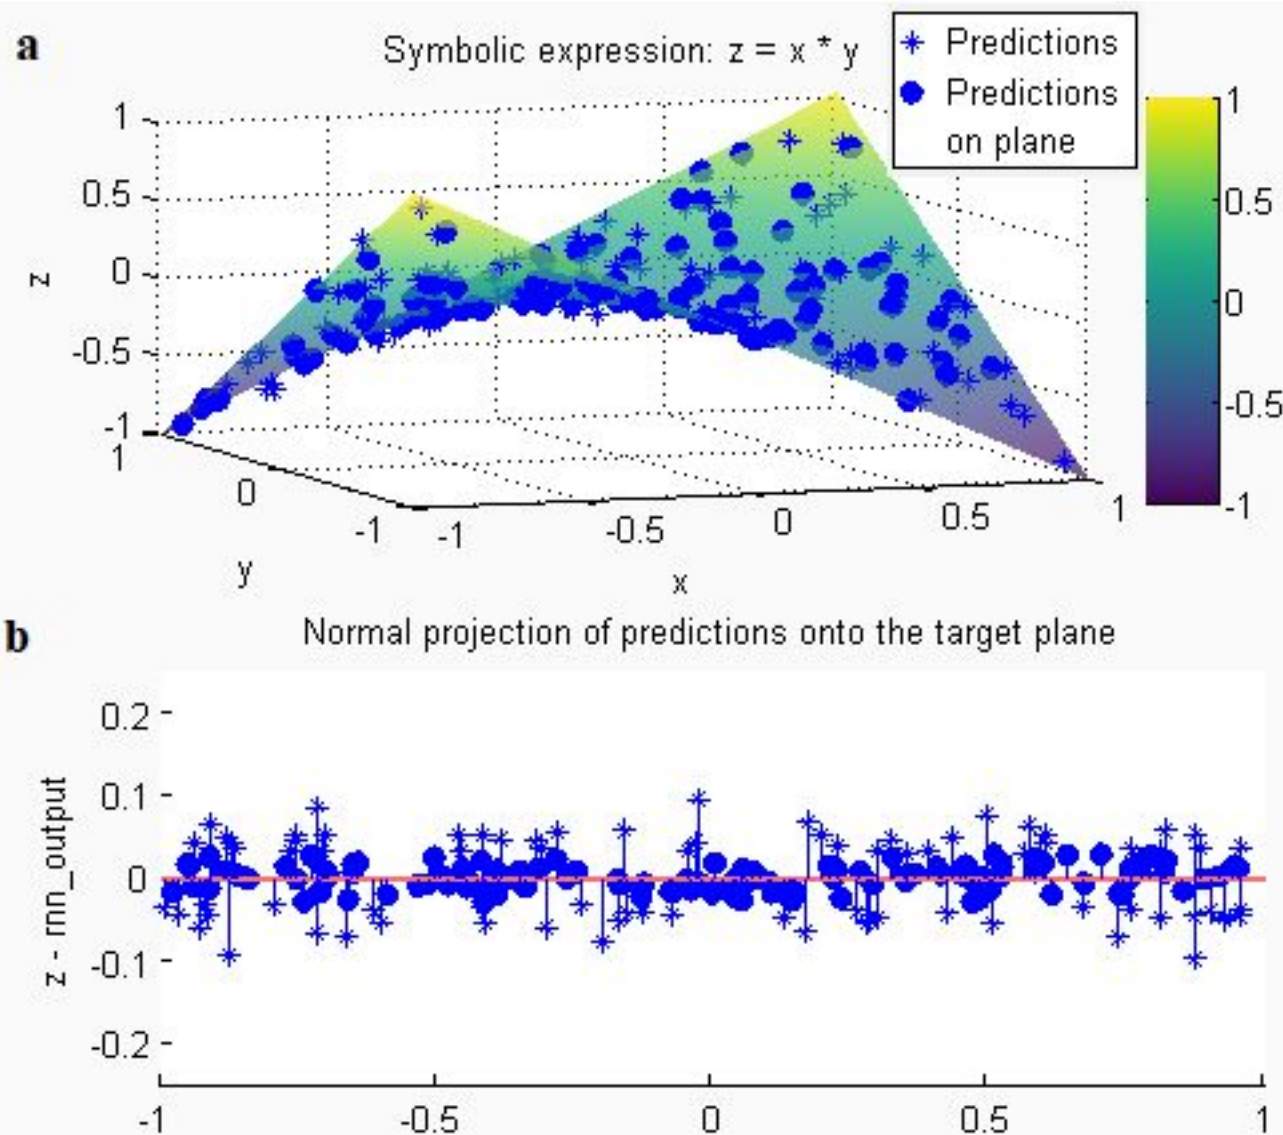 a
Symbolic expression: z = x * y
Predictions
Predictions
on plane
1
0.5
0
-0.5
-1
z
1
0
-1
y
-1
-0.5
0
0.5
1
x
1
0.5
0
-0.5
-1
b
Normal projection of predictions onto the target plane
0.2
0.1
0
-0.1
-0.2
z - rnn_output
-1
-0.5
0
0.5
1